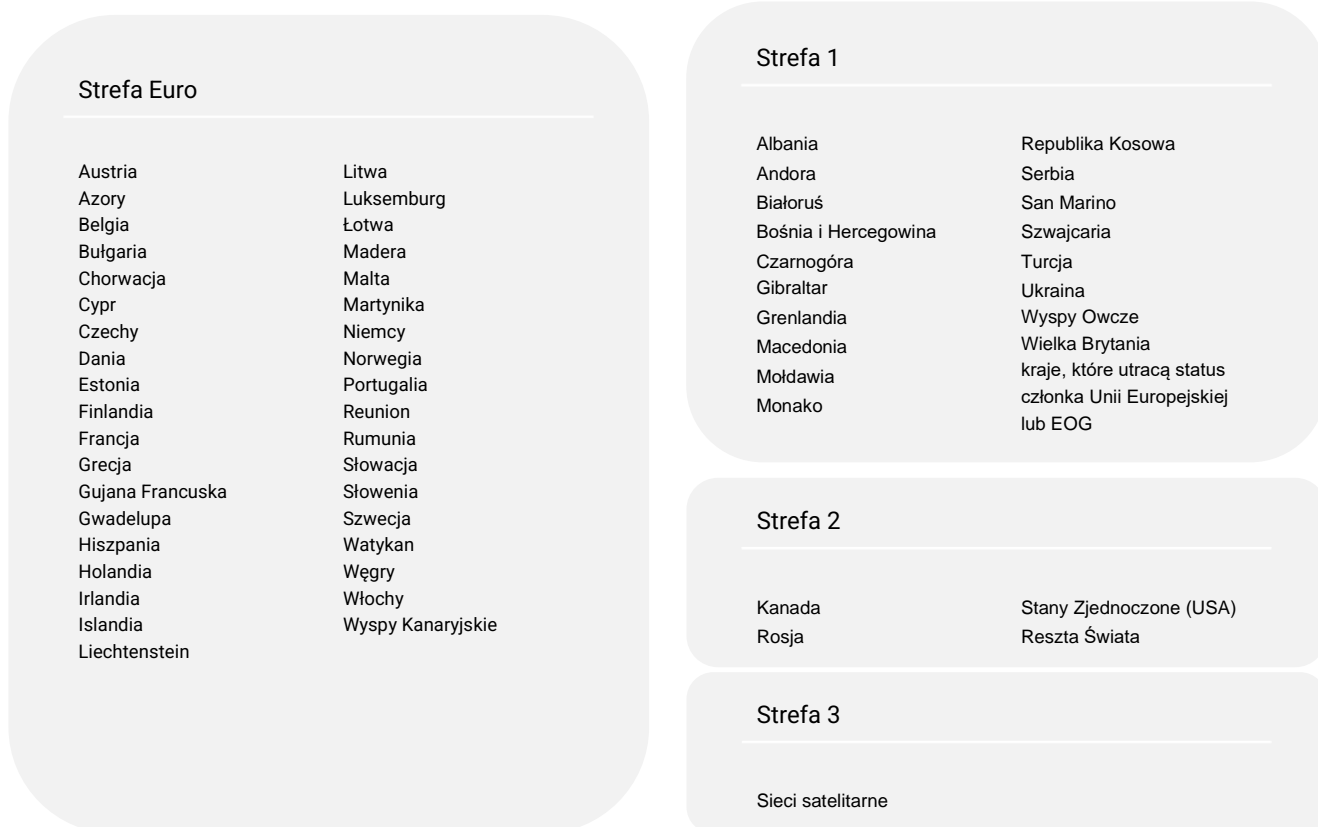 Strefa Euro
Austria
Azory
Belgia
Bułgaria
Chorwacja
Cypr
Czechy
Dania
Estonia
Finlandia
Francja
Grecja
Gujana Francuska
Gwadelupa
Hiszpania
Holandia
Irlandia
Islandia
Liechtenstein
Litwa
Luksemburg
Łotwa
Madera
Malta
Martynika
Niemcy
Norwegia
Portugalia
Reunion
Rumunia
Słowacja
Słowenia
Szwecja
Watykan
Węgry
Włochy
Wyspy Kanaryjskie
Strefa 1
Albania
Andora
Białoruś
Bośnia i Hercegowina
Czarnogóra
Gibraltar
Grenlandia
Macedonia
Mołdawia
Monako
Republika Kosowa
Serbia
San Marino
Szwajcaria
Turcja
Ukraina
Wyspy Owcze
Wielka Brytania
kraje, które utracą status
członka Unii Europejskiej
lub EOG
Strefa 2
Kanada
Rosja
Stany Zjednoczone (USA)
Reszta Świata
Strefa 3
Sieci satelitarne